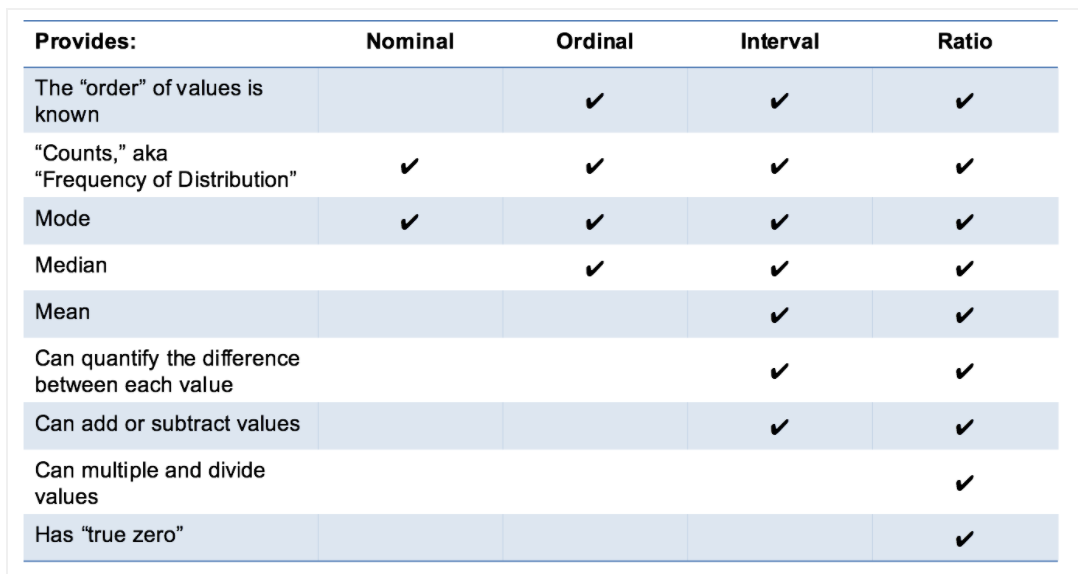 Provides: Nominal Ordinal Interval Ratio
The “order” of values is
known ✔ ✔ ✔
“Counts,” aka
“Frequency of Distribution” ✔ ✔ ✔ ✔
Mode ✔ ✔ ✔ ✔
Median ✔ ✔ ✔
Mean ✔ ✔
Can quantify the difference
between each value ✔ ✔
Can add or subtract values ✔ ✔
Can multiple and divide
values ✔
Has “true zero” ✔